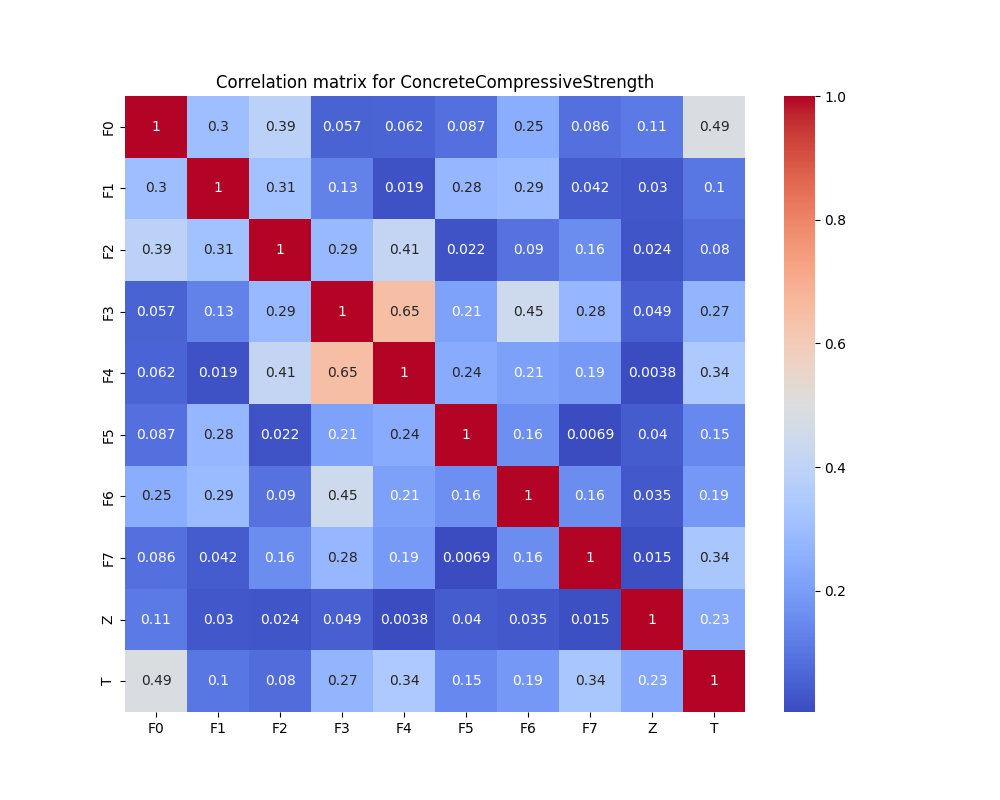 Correlation matrix for ConcreteCompressiveStrength
F0 1 0.3 0.39 0.057 0.062 0.087 0.25 0.086 0.11 0.49
F1 0.3 1 0.31 0.13 0.019 0.28 0.29 0.042 0.03 0.1
F2 0.39 0.31 1 0.29 0.41 0.022 0.09 0.16 0.024 0.08
F3 0.057 0.13 0.29 1 0.65 0.21 0.45 0.28 0.049 0.27
F4 0.062 0.019 0.41 0.65 1 0.24 0.21 0.19 0.0038 0.34
F5 0.087 0.28 0.022 0.21 0.24 1 0.16 0.0069 0.04 0.15
F6 0.25 0.29 0.09 0.45 0.21 0.16 1 0.16 0.035 0.19
F7 0.086 0.042 0.16 0.28 0.19 0.0069 0.16 1 0.015 0.34
Z 0.11 0.03 0.024 0.049 0.0038 0.04 0.035 0.015 1 0.23
T 0.49 0.1 0.08 0.27 0.34 0.15 0.19 0.34 0.23 1
F0 F1 F2 F3 F4 F5 F6 F7 Z T
1.0
0.8
0.6
0.4
0.2